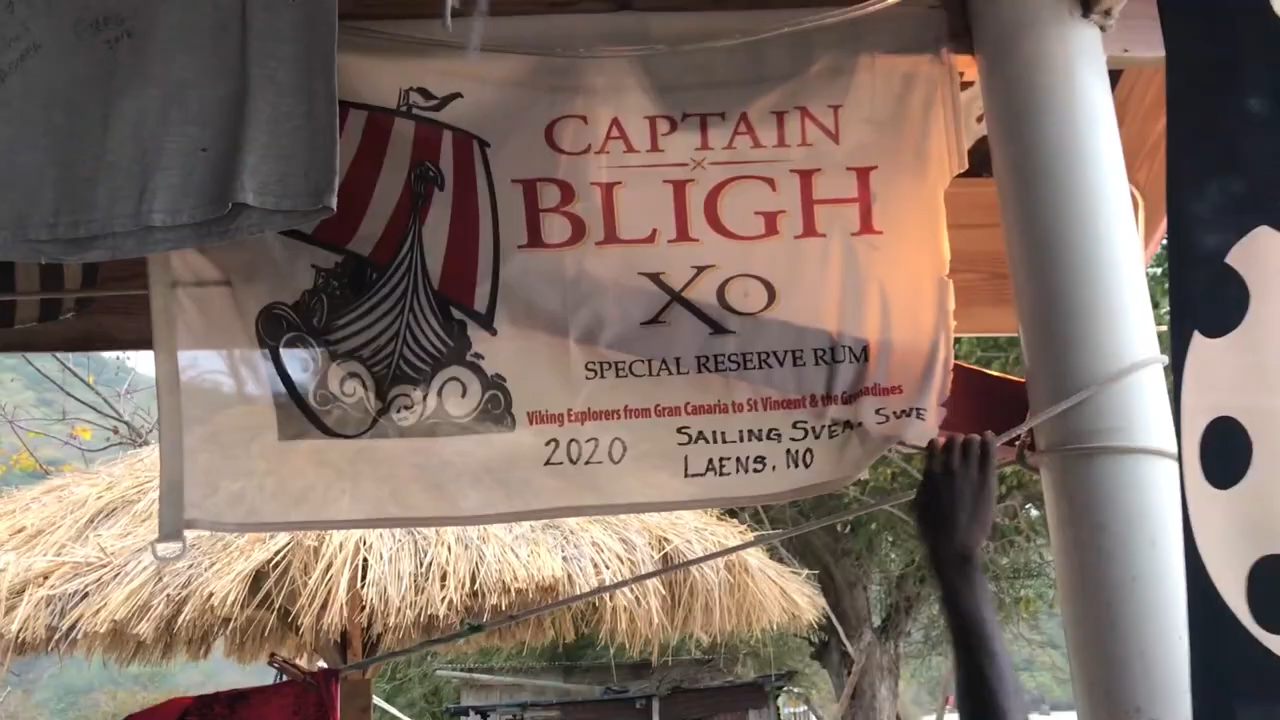 CAPTAIN
BLIGH
XO
SPECIAL RESERVE RUM
Viking Explorers from Gran Canaria to St Vincent & the Grenadines
2020 SAILING SVEA. SWE
LAENS. NO